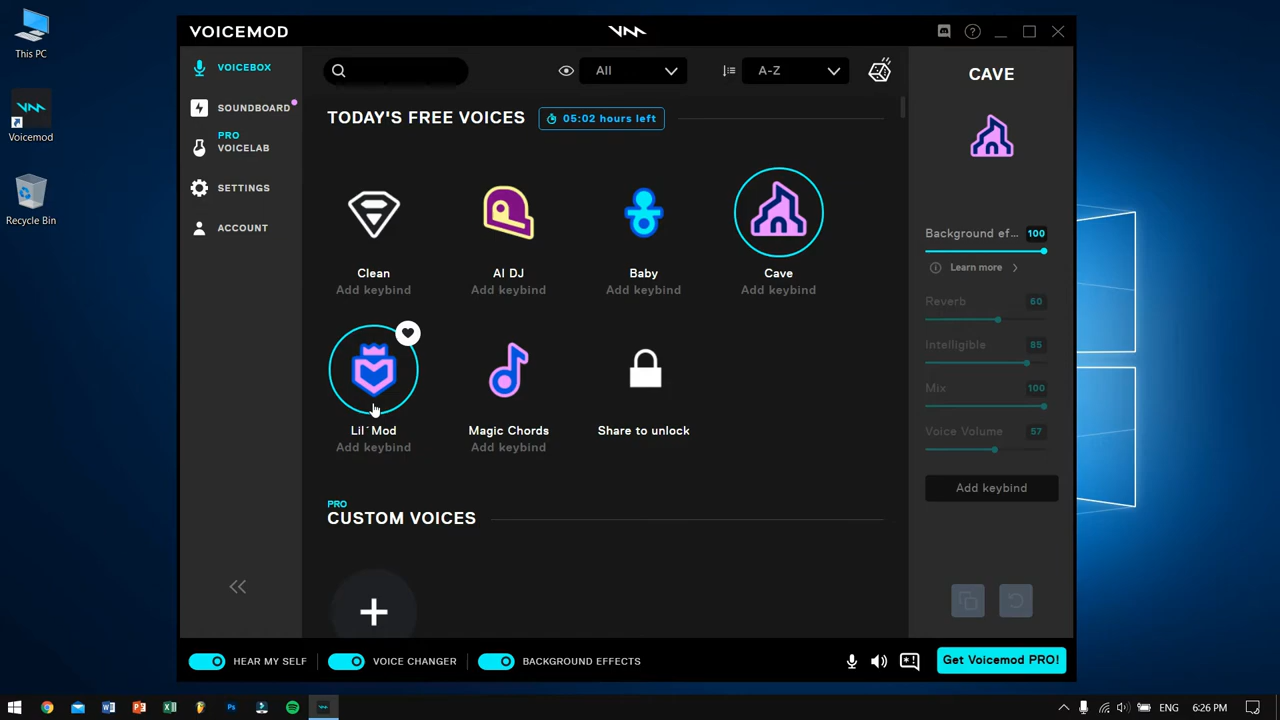 This PC
Voicemod
Recycle Bin
VOICEMOD
VOICEBOX
SOUNDBOARD
PRO
VOICELAB
SETTINGS
ACCOUNT
All
A-Z
TODAY'S FREE VOICES
05:02 hours left
Clean
Add keybind
AI DJ
Add keybind
Baby
Add keybind
Cave
Add keybind
Lil´Mod
Add keybind
Magic Chords
Add keybind
Share to unlock
PRO
CUSTOM VOICES
CAVE
Background ef... 100
Learn more
Reverb 60
Intelligible 85
Mix 100
Voice Volume 57
Add keybind
HEAR MY SELF
VOICE CHANGER
BACKGROUND EFFECTS
Get Voicemod PRO!
ENG
6:26 PM